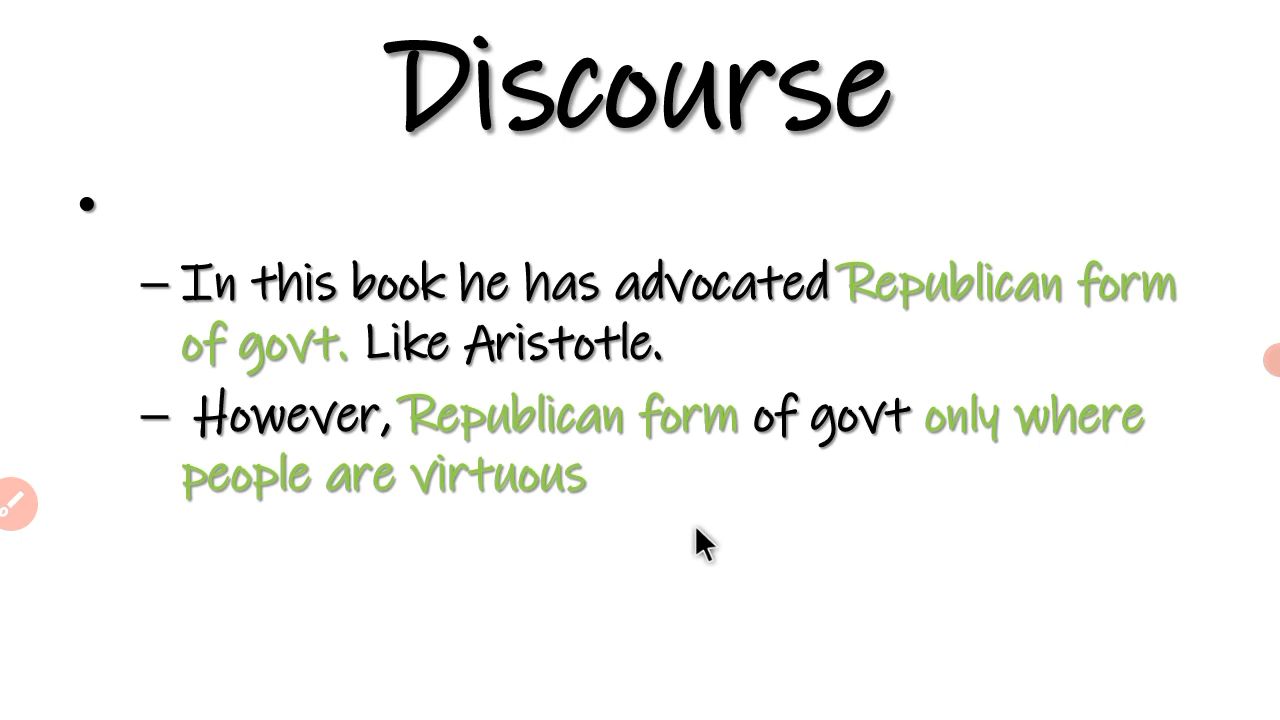 Discourse
•
– In this book he has advocated Republican form
of govt. Like Aristotle.
– However, Republican form of govt only where
people are virtuous